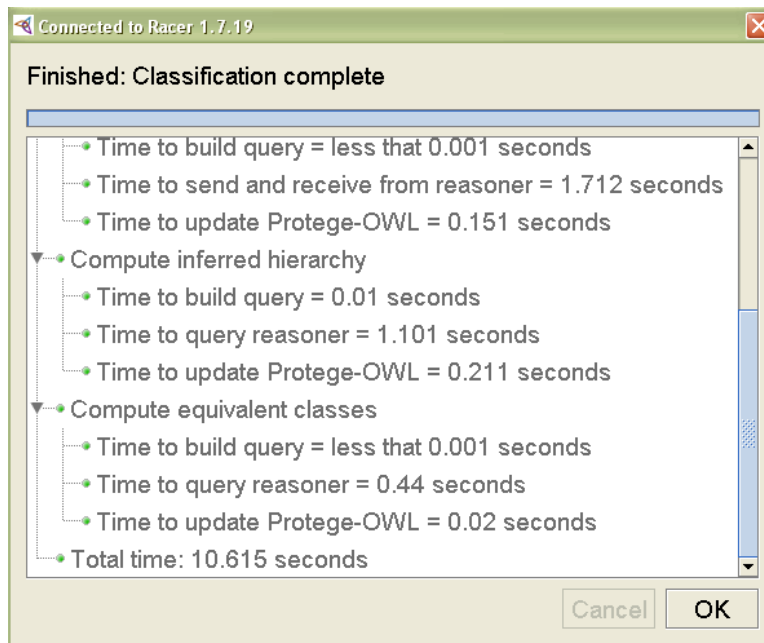 Connected to Racer 1.7.19
Finished: Classification complete
Time to build query = less that 0.001 seconds
Time to send and receive from reasoner = 1.712 seconds
Time to update Protege-OWL = 0.151 seconds
Compute inferred hierarchy
Time to build query = 0.01 seconds
Time to query reasoner = 1.101 seconds
Time to update Protege-OWL = 0.211 seconds
Compute equivalent classes
Time to build query = less that 0.001 seconds
Time to query reasoner = 0.44 seconds
Time to update Protege-OWL = 0.02 seconds
Total time: 10.615 seconds
Cancel OK